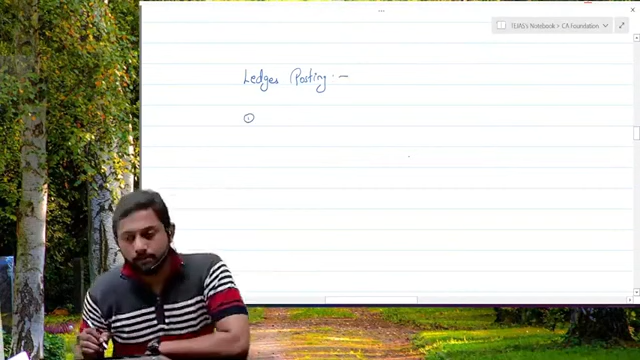 TEJAS's Notebook > CA Foundation
Ledger Posting :-
①